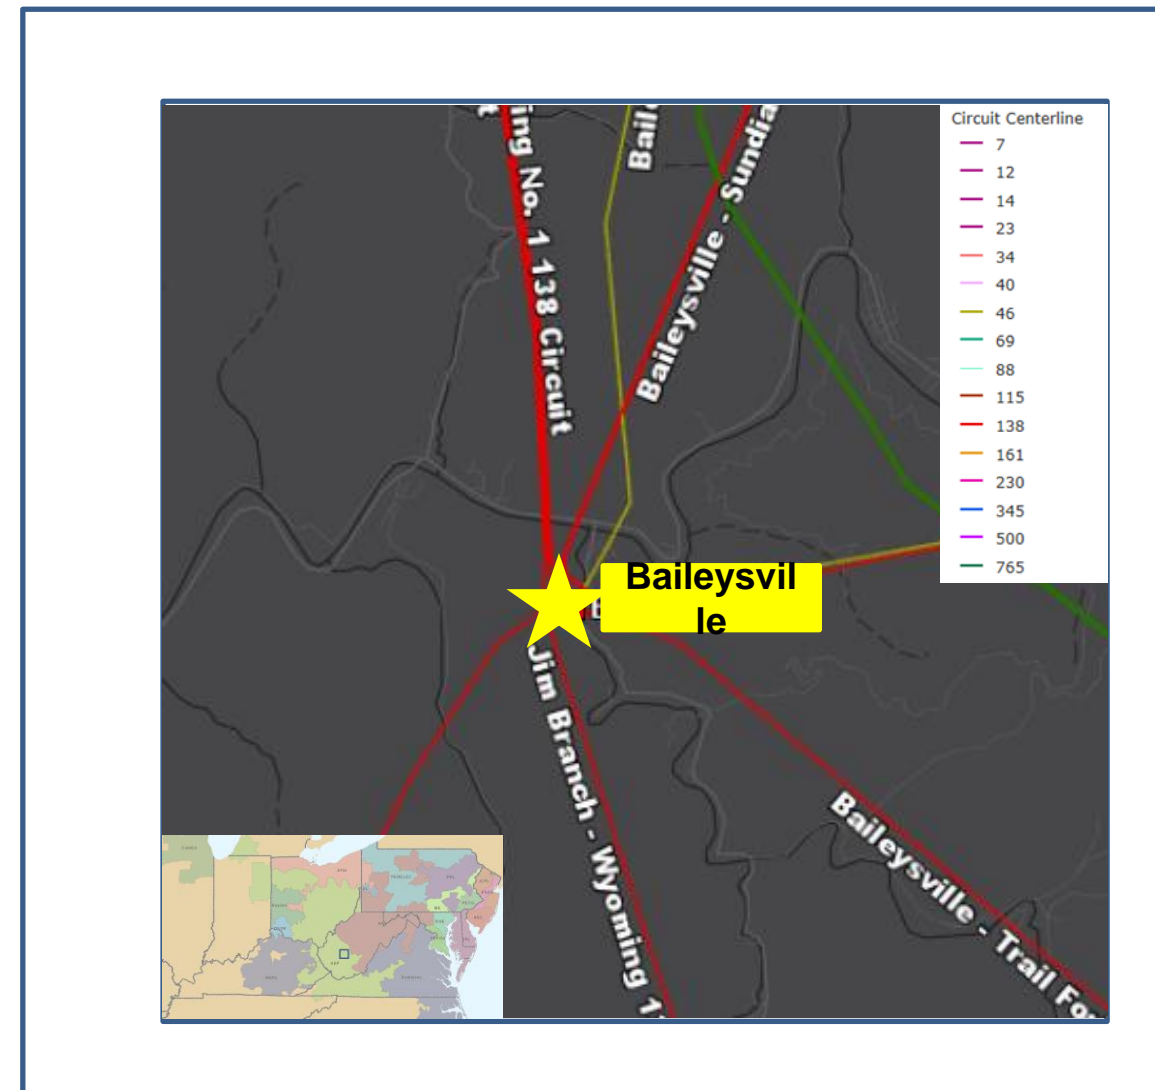 ing No. 1 138 Circuit
Bail
Baileysville - Sundia
Circuit Centerline
7
12
14
23
34
40
46
69
88
115
138
161
230
345
500
765
Baileysvil
le
Jim Branch - Wyoming 1
Baileysville - Trail Fo